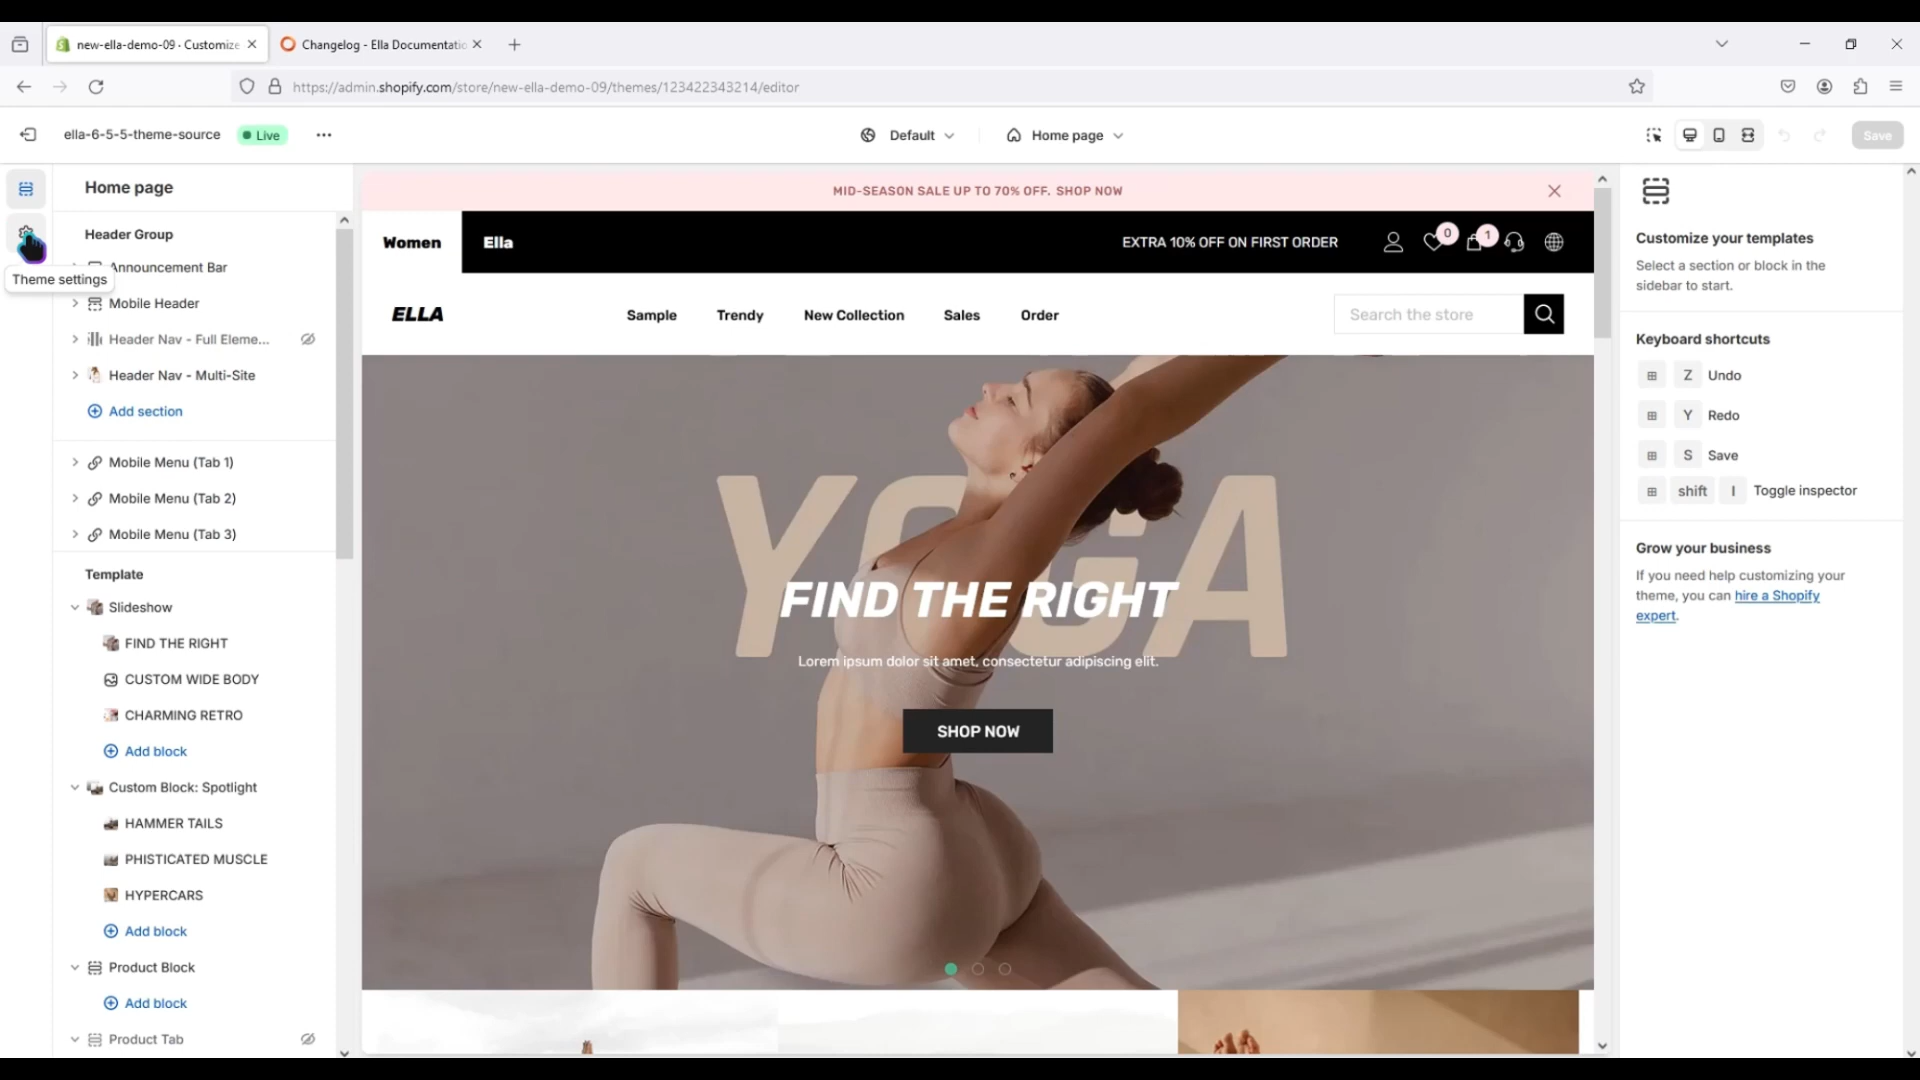 new-ella-demo-09 · Customize
Changelog - Ella Documentatio
https://admin.shopify.com/store/new-ella-demo-09/themes/123422343214/editor
ella-6-5-5-theme-source
Live
Default
Home page
Save
Home page
Header Group
Announcement Bar
Theme settings
Mobile Header
Header Nav - Full Eleme...
Header Nav - Multi-Site
Add section
Mobile Menu (Tab 1)
Mobile Menu (Tab 2)
Mobile Menu (Tab 3)
Template
Slideshow
FIND THE RIGHT
CUSTOM WIDE BODY
CHARMING RETRO
Add block
Custom Block: Spotlight
HAMMER TAILS
PHISTICATED MUSCLE
HYPERCARS
Add block
Product Block
Add block
Product Tab
MID-SEASON SALE UP TO 70% OFF. SHOP NOW
Women
Ella
EXTRA 10% OFF ON FIRST ORDER
0
1
ELLA
Sample
Trendy
New Collection
Sales
Order
Search the store
YOGA
FIND THE RIGHT
Lorem ipsum dolor sit amet, consectetur adipiscing elit.
SHOP NOW
Customize your templates
Select a section or block in the
sidebar to start.
Keyboard shortcuts
Z Undo
Y Redo
S Save
shift I Toggle inspector
Grow your business
If you need help customizing your
theme, you can hire a Shopify
expert.